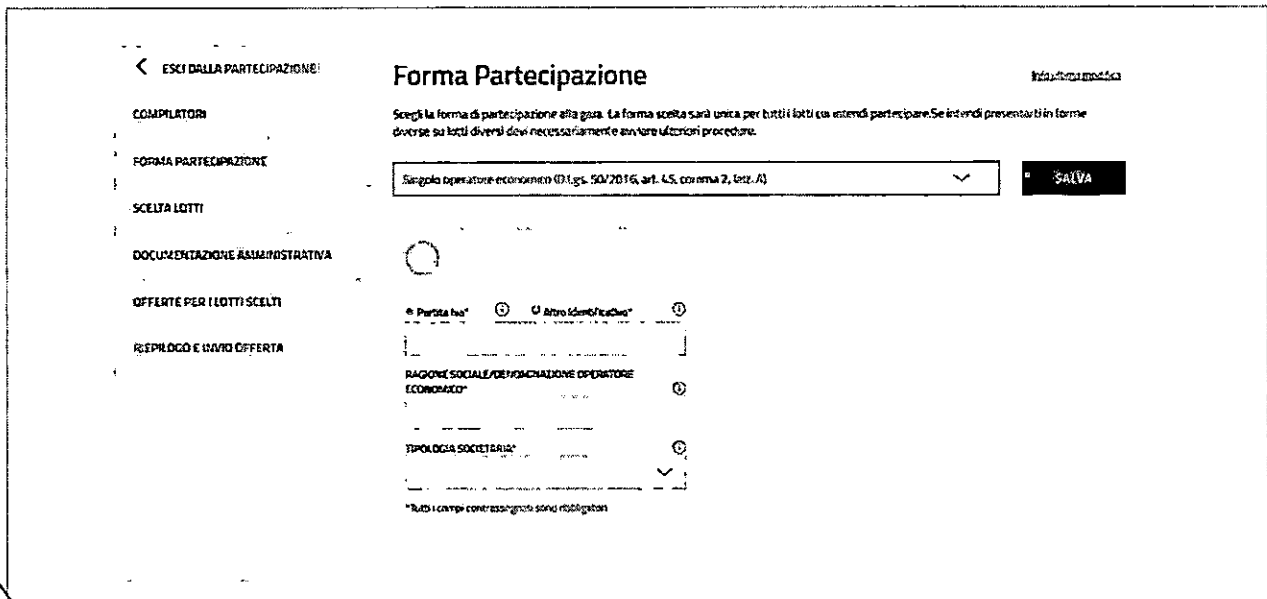 ESCI DALLA PARTECIPAZIONE
COMPILATORI
FORMA PARTECIPAZIONE
SCELTA LOTTI
DOCUMENTAZIONE AMMINISTRATIVA
OFFERTE PER I LOTTI SCELTI
RIEPILOGO E INVIO OFFERTA
Forma Partecipazione
Scegli la forma di partecipazione alla gara. La forma scelta sarà unica per tutti i lotti cui intendi partecipare.Se intendi presentarti in forme
diverse su lotti diversi devi necessariamente avviare ulteriori procedure.
Singolo operatore economico (D.Lgs. 50/2016, art. 45, comma 2, lett. A)
SALVA
Partita Iva* Altro Identificativo*
RAGIONE SOCIALE/DENOMINAZIONE OPERATORE
ECONOMICO*
TIPOLOGIA SOCIETARIA*
*Tutti i campi contrassegnati sono obbligatori